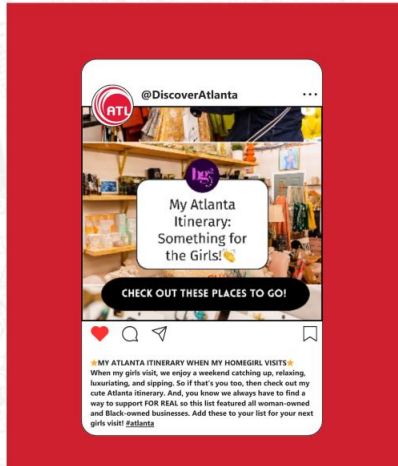 @DiscoverAtlanta
ATL
hg
My Atlanta
Itinerary:
Something for
the Girls!👏
CHECK OUT THESE PLACES TO GO!
⭐MY ATLANTA ITINERARY WHEN MY HOMEGIRL VISITS⭐
When my girls visit, we enjoy a weekend catching up, relaxing,
luxuriating, and sipping. So if that's you too, then check out my
cute Atlanta itinerary. And, you know we always have to find a
way to support FOR REAL so this list featured all woman-owned
and Black-owned businesses. Add these to your list for your next
girls visit! #atlanta